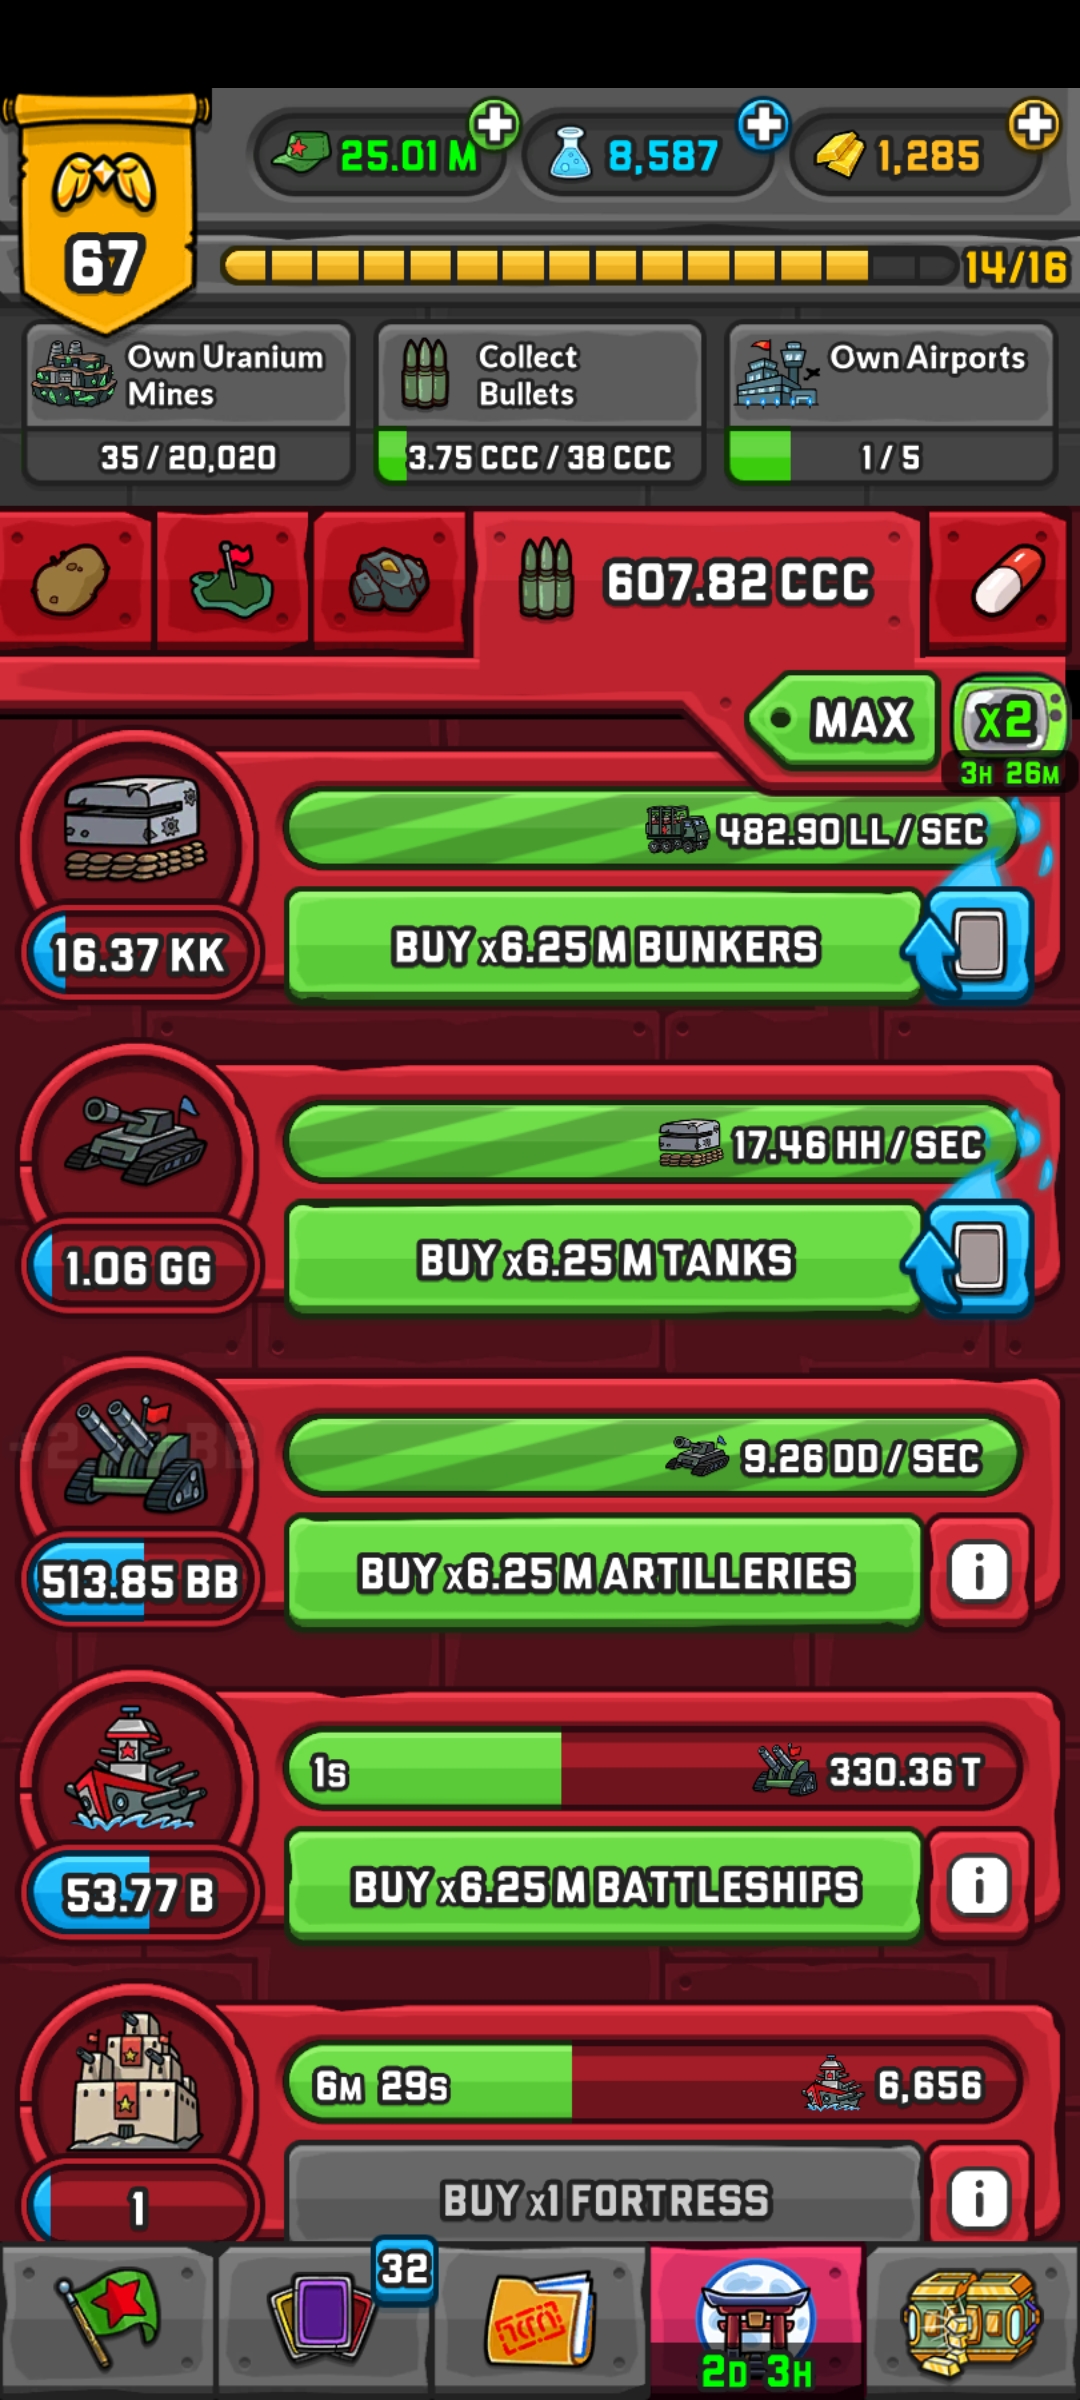 25.01 M
8,587
1,285
67
14/16
Own Uranium Mines
35 / 20,020
Collect Bullets
3.75 CCC / 38 CCC
Own Airports
1 / 5
607.82 CCC
MAX
X2
3H 26M
482.90 LL / SEC
16.37 KK
BUY x6.25 M BUNKERS
17.46 HH / SEC
1.06 GG
BUY x6.25 M TANKS
9.26 DD / SEC
513.85 BB
BUY x6.25 M ARTILLERIES
i
1s
330.36 T
53.77 B
BUY x6.25 M BATTLESHIPS
i
6M 29s
6,656
1
BUY x1 FORTRESS
i
32
2D 3H